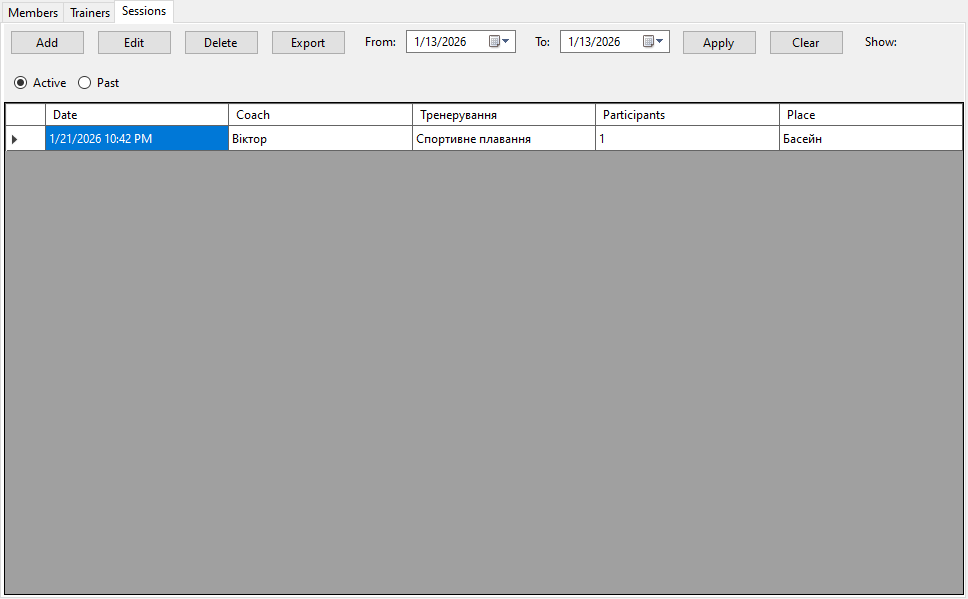 Members Trainers Sessions
Add Edit Delete Export From: 1/13/2026 To: 1/13/2026 Apply Clear Show:
Active Past
Date Coach Тренерування Participants Place
1/21/2026 10:42 PM Віктор Спортивне плавання 1 Басейн